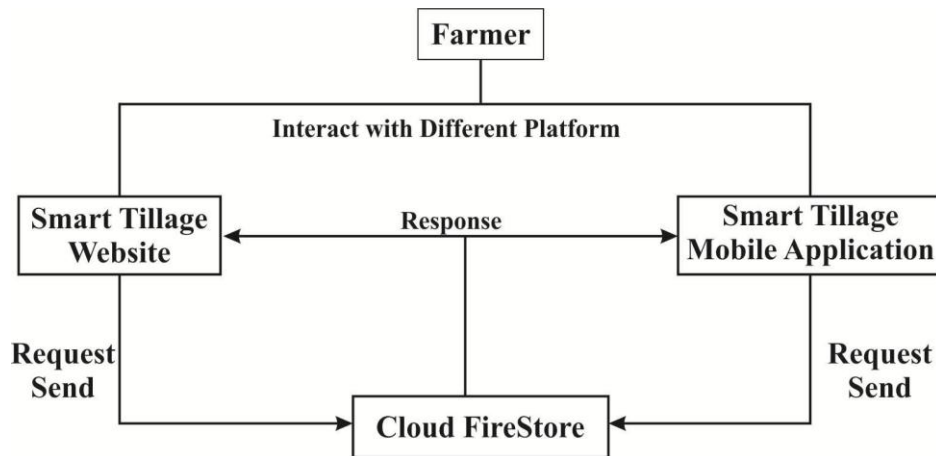 Farmer
Interact with Different Platform
Smart Tillage
Website
Response
Smart Tillage
Mobile Application
Request
Send
Request
Send
Cloud FireStore